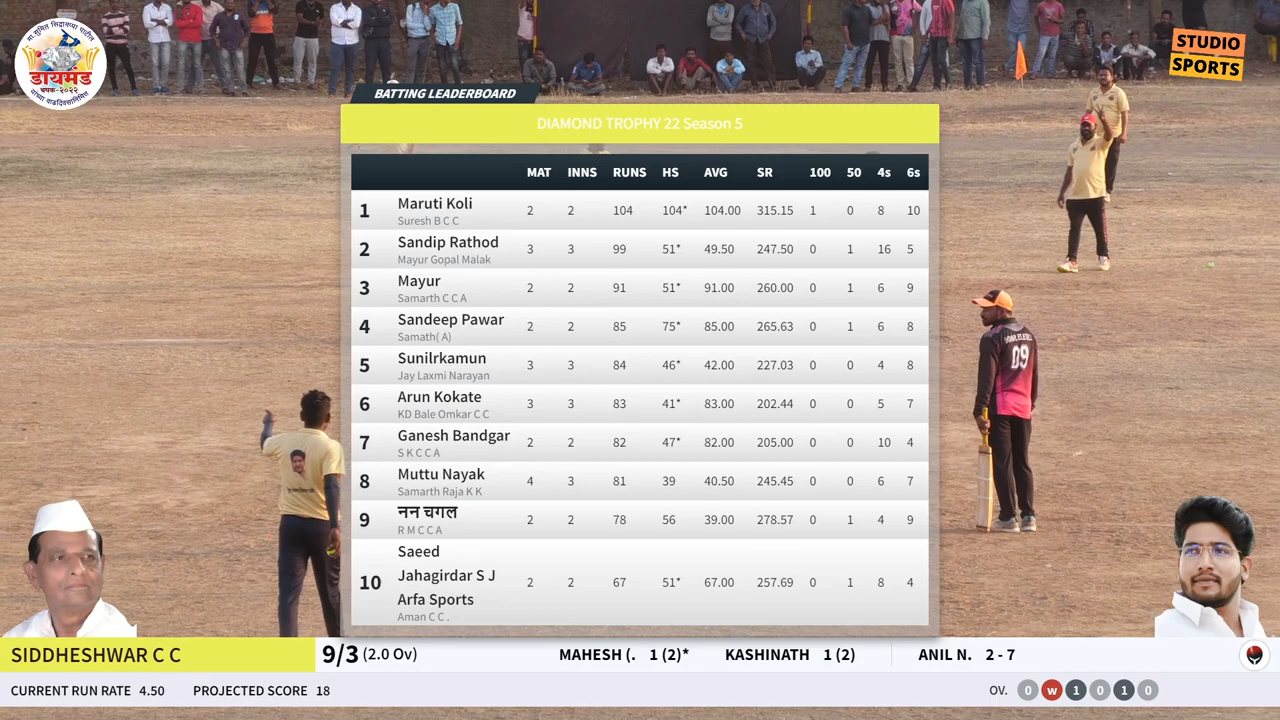 मा.सुमित सिद्रामप्पा पाटील
डायमंड
चषक-२०२२
यांच्या वाढदिवसानिमित्त
STUDIO
SPORTS
BATTING LEADERBOARD
DIAMOND TROPHY 22 Season 5
MAT INNS RUNS HS AVG SR 100 50 4s 6s
1 Maruti Koli 2 2 104 104* 104.00 315.15 1 0 8 10
Suresh B C C
2 Sandip Rathod 3 3 99 51* 49.50 247.50 0 1 16 5
Mayur Gopal Malak
3 Mayur 2 2 91 51* 91.00 260.00 0 1 6 9
Samarth C C A
4 Sandeep Pawar 2 2 85 75* 85.00 265.63 0 1 6 8
Samath( A)
5 Sunilrkamun 3 3 84 46* 42.00 227.03 0 0 4 8
Jay Laxmi Narayan
6 Arun Kokate 3 3 83 41* 83.00 202.44 0 0 5 7
KD Bale Omkar C C
7 Ganesh Bandgar 2 2 82 47* 82.00 205.00 0 0 10 4
S K C C A
8 Muttu Nayak 4 3 81 39 40.50 245.45 0 0 6 7
Samarth Raja K K
9 नन चगल 2 2 78 56 39.00 278.57 0 1 4 9
R M C C A
Saeed
10 Jahagirdar S J 2 2 67 51* 67.00 257.69 0 1 8 4
Arfa Sports
Aman C C .
09
SIDDHESHWAR C C 9/3 (2.0 Ov) MAHESH (. 1 (2)* KASHINATH 1 (2) ANIL N. 2 - 7
CURRENT RUN RATE 4.50 PROJECTED SCORE 18 OV. 0 w 1 0 1 0